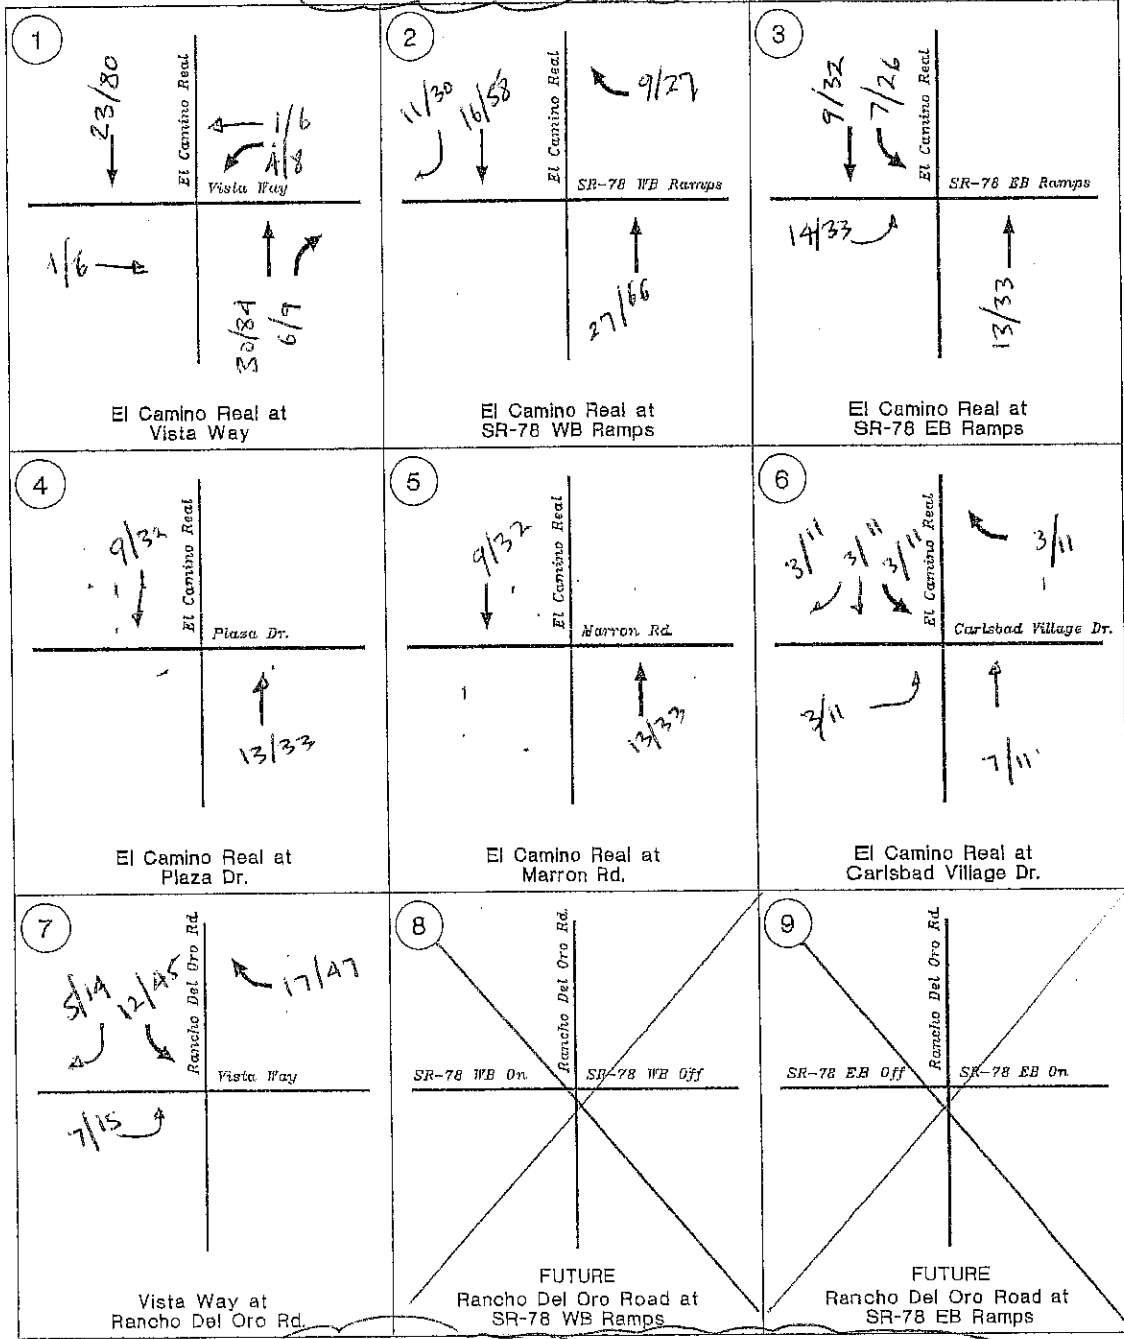 1
El Camino Real
23/80
1/6
1/8
Vista Way
1/6
30/84
6/9
El Camino Real at
Vista Way
2
El Camino Real
11/30
16/58
9/27
SR-78 WB Ramps
27/66
El Camino Real at
SR-78 WB Ramps
3
El Camino Real
9/32
7/26
SR-78 EB Ramps
14/33
13/33
El Camino Real at
SR-78 EB Ramps
4
El Camino Real
9/32
Plaza Dr.
13/33
El Camino Real at
Plaza Dr.
5
El Camino Real
9/32
Marron Rd.
13/33
El Camino Real at
Marron Rd.
6
El Camino Real
3/11
3/11
3/11
3/11
Carlsbad Village Dr.
3/11
7/11
El Camino Real at
Carlsbad Village Dr.
7
Rancho Del Oro Rd.
5/14
12/45
17/47
Vista Way
7/15
Vista Way at
Rancho Del Oro Rd.
8
Rancho Del Oro Rd.
SR-78 WB On
SR-78 WB Off
FUTURE
Rancho Del Oro Road at
SR-78 WB Ramps
9
Rancho Del Oro Rd.
SR-78 EB Off
SR-78 EB On
FUTURE
Rancho Del Oro Road at
SR-78 EB Ramps